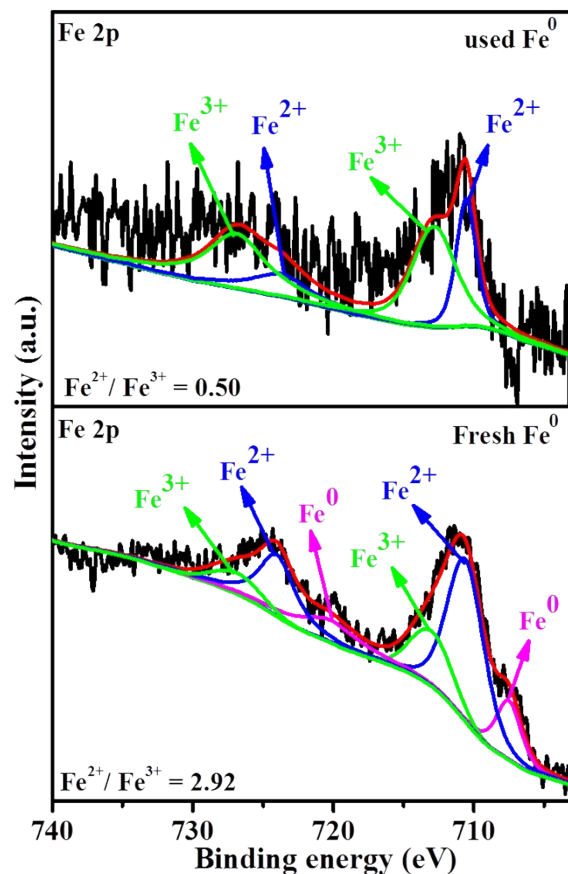 Fe 2p
used Fe⁰
Fe³⁺
Fe²⁺
Fe³⁺
Fe²⁺
Fe²⁺/ Fe³⁺ = 0.50
Fe 2p
Fresh Fe⁰
Fe³⁺
Fe²⁺
Fe⁰
Fe³⁺
Fe²⁺
Fe⁰
Fe²⁺/ Fe³⁺ = 2.92
Intensity (a.u.)
740 730 720 710
Binding energy (eV)